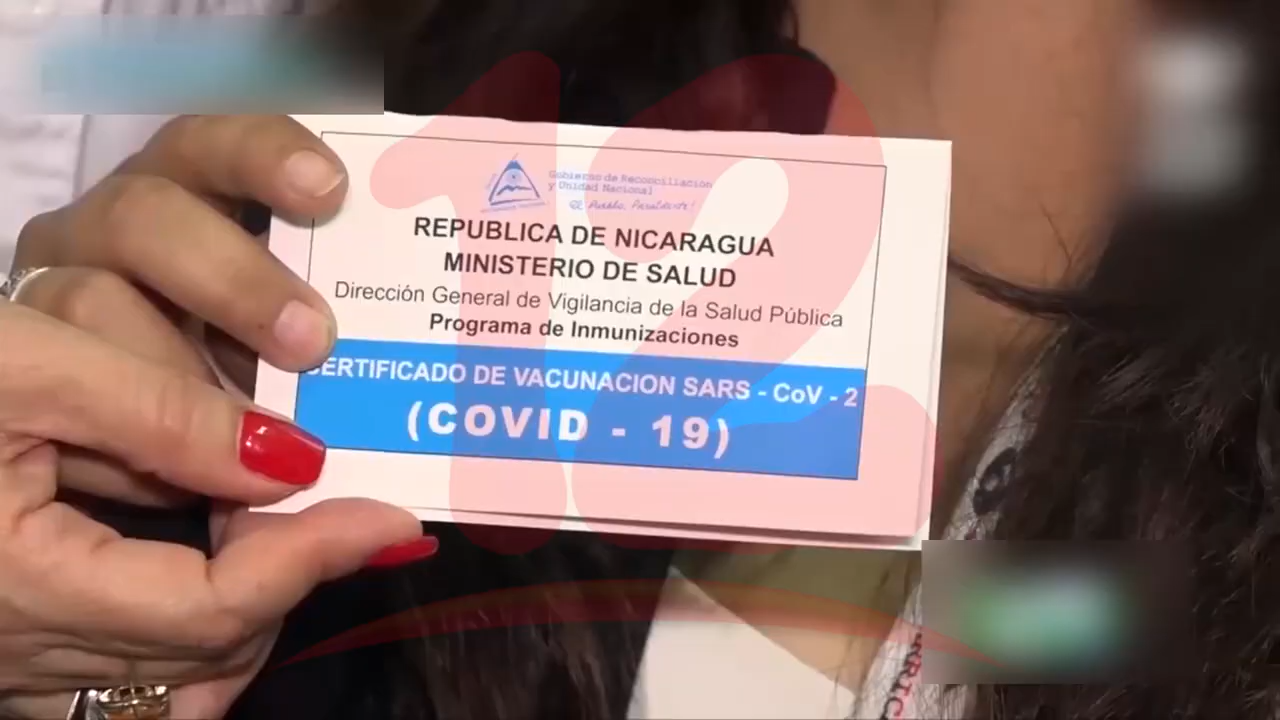 12
Gobierno de Reconciliación
y Unidad Nacional
El Pueblo, Presidente!
REPUBLICA DE NICARAGUA
MINISTERIO DE SALUD
Dirección General de Vigilancia de la Salud Pública
Programa de Inmunizaciones
CERTIFICADO DE VACUNACION SARS - CoV - 2
(COVID - 19)